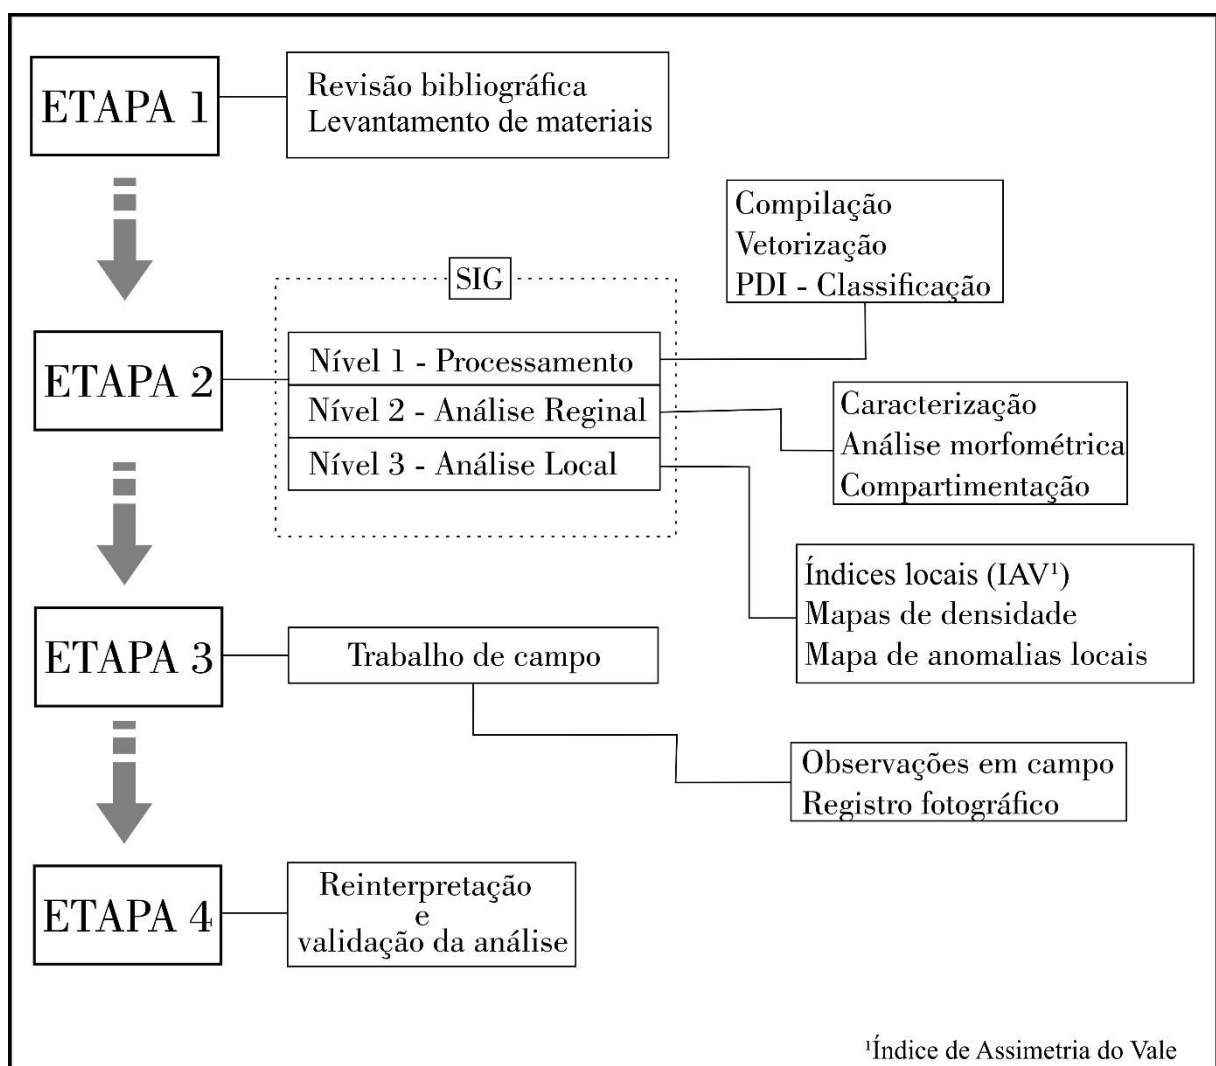 ETAPA 1
Revisão bibliográfica
Levantamento de materiais
Compilação
Vetorização
PDI - Classificação
SIG
ETAPA 2
Nível 1 - Processamento
Nível 2 - Análise Reginal
Nível 3 - Análise Local
Caracterização
Análise morfométrica
Compartimentação
Índices locais (IAV¹)
Mapas de densidade
Mapa de anomalias locais
ETAPA 3
Trabalho de campo
Observações em campo
Registro fotográfico
ETAPA 4
Reinterpretação
e
validação da análise
¹Índice de Assimetria do Vale